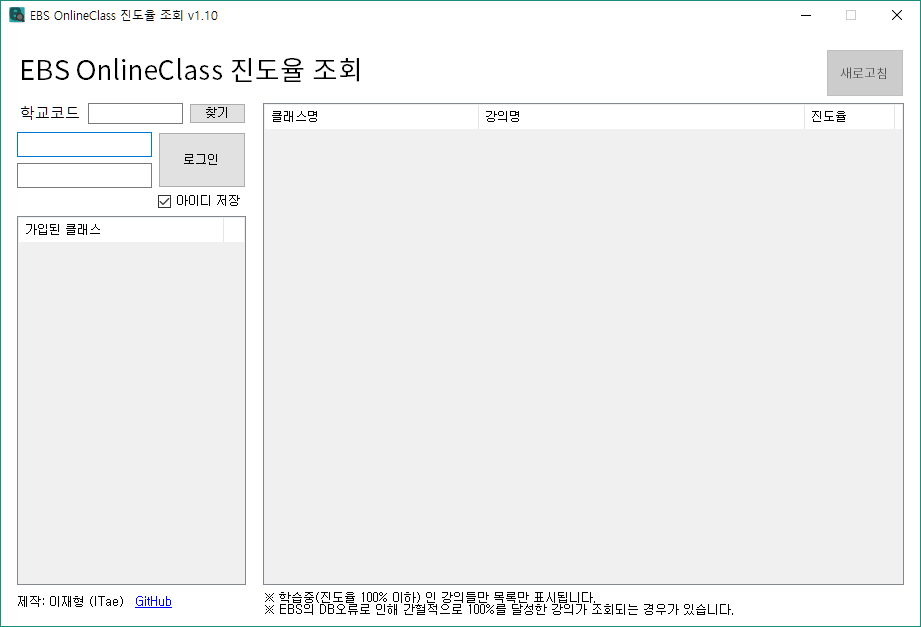 EBS OnlineClass 진도율 조회 v1.10
EBS OnlineClass 진도율 조회
새로고침
학교코드
찾기
로그인
아이디 저장
가입된 클래스
클래스명 강의명 진도율
제작: 이재형 (ITae) GitHub
※ 학습중(진도율 100% 이하) 인 강의들만 목록만 표시됩니다.
※ EBS의 DB오류로 인해 간헐적으로 100%를 달성한 강의가 조회되는 경우가 있습니다.